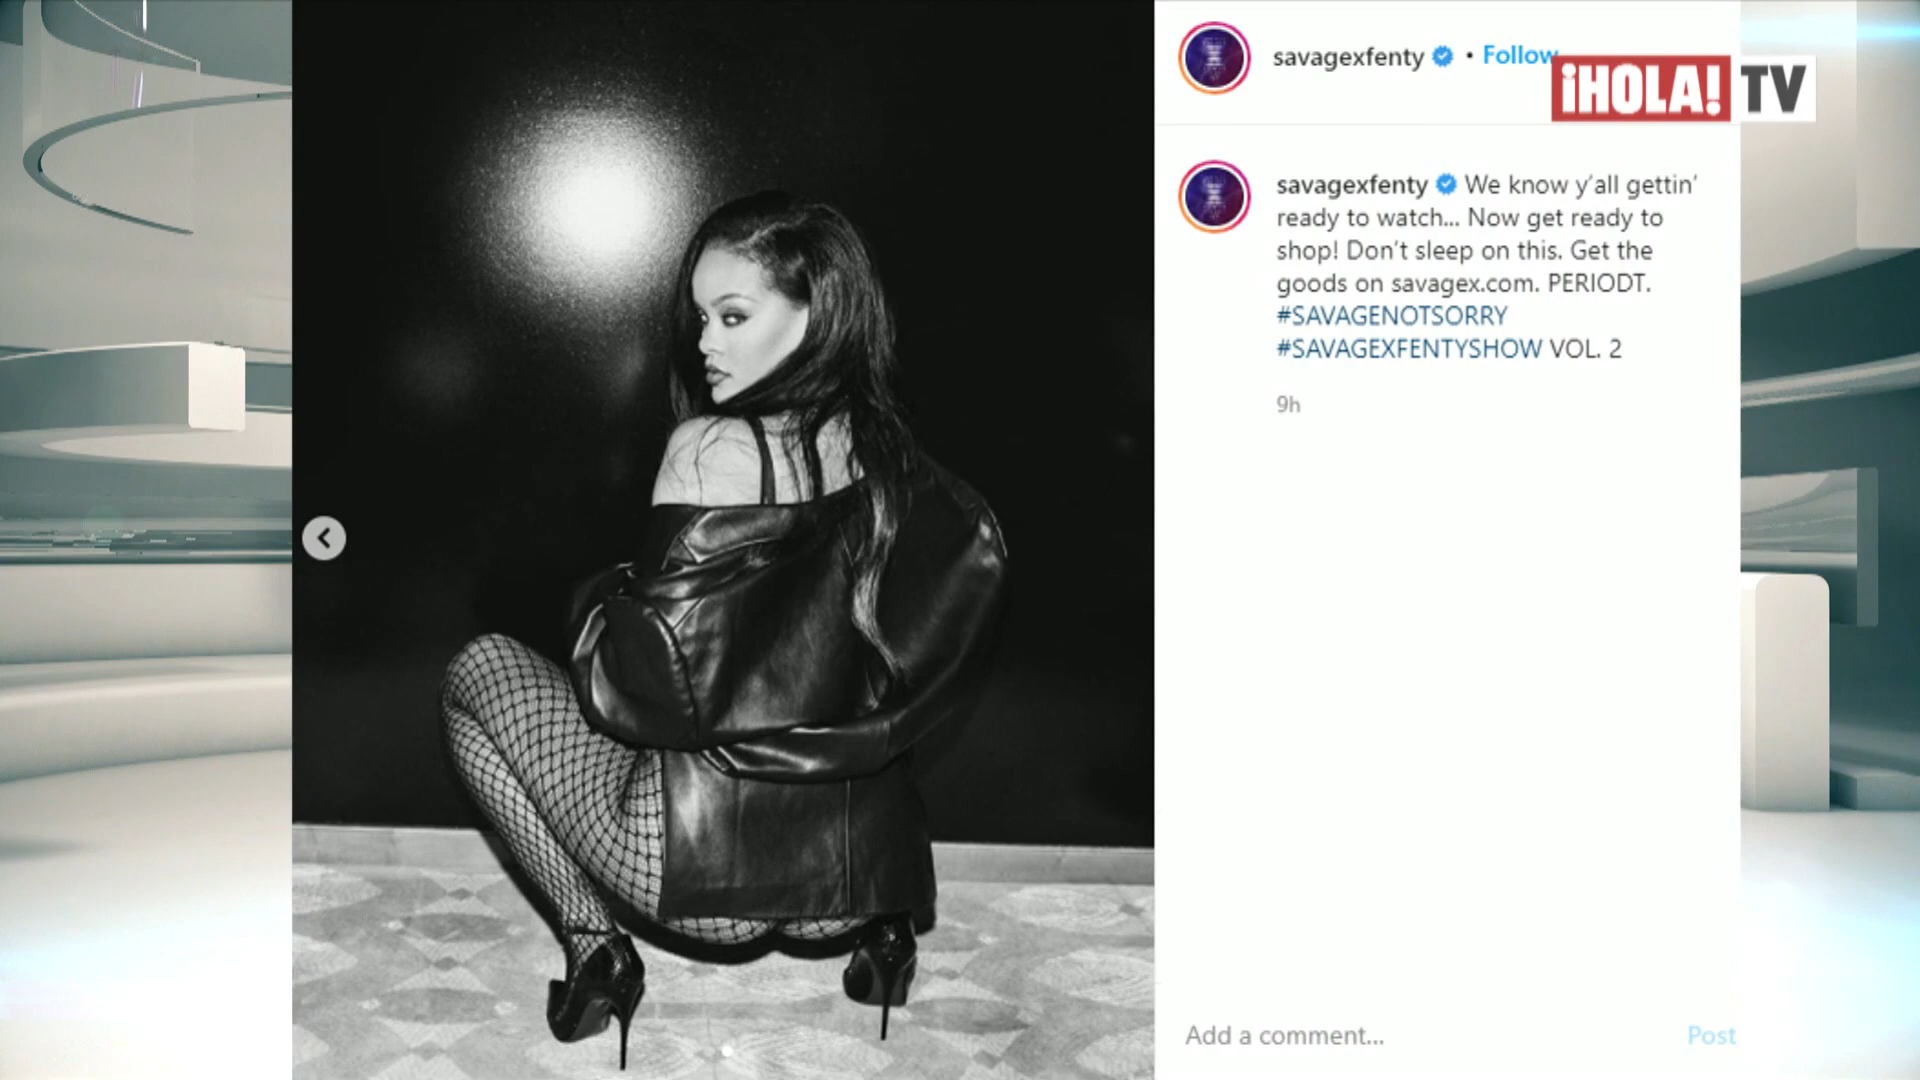 savagexfenty • Follow
¡HOLA! TV
savagexfenty We know y'all gettin'
ready to watch... Now get ready to
shop! Don't sleep on this. Get the
goods on savagex.com. PERIODT.
#SAVAGENOTSORRY
#SAVAGEXFENTYSHOW VOL. 2
9h
Add a comment...
Post